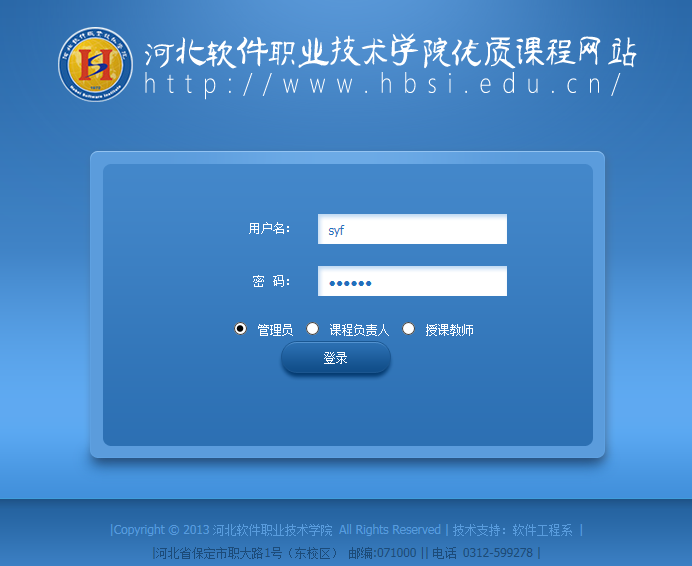 河北软件职业技术学院优质课程网站
http://www.hbsi.edu.cn/
用户名： syf
密 码： ●●●●●●
管理员 课程负责人 授课教师
登录
|Copyright © 2013 河北软件职业技术学院 All Rights Reserved | 技术支持：软件工程系 |
|河北省保定市职大路1号（东校区） 邮编:071000 || 电话 0312-599278 |